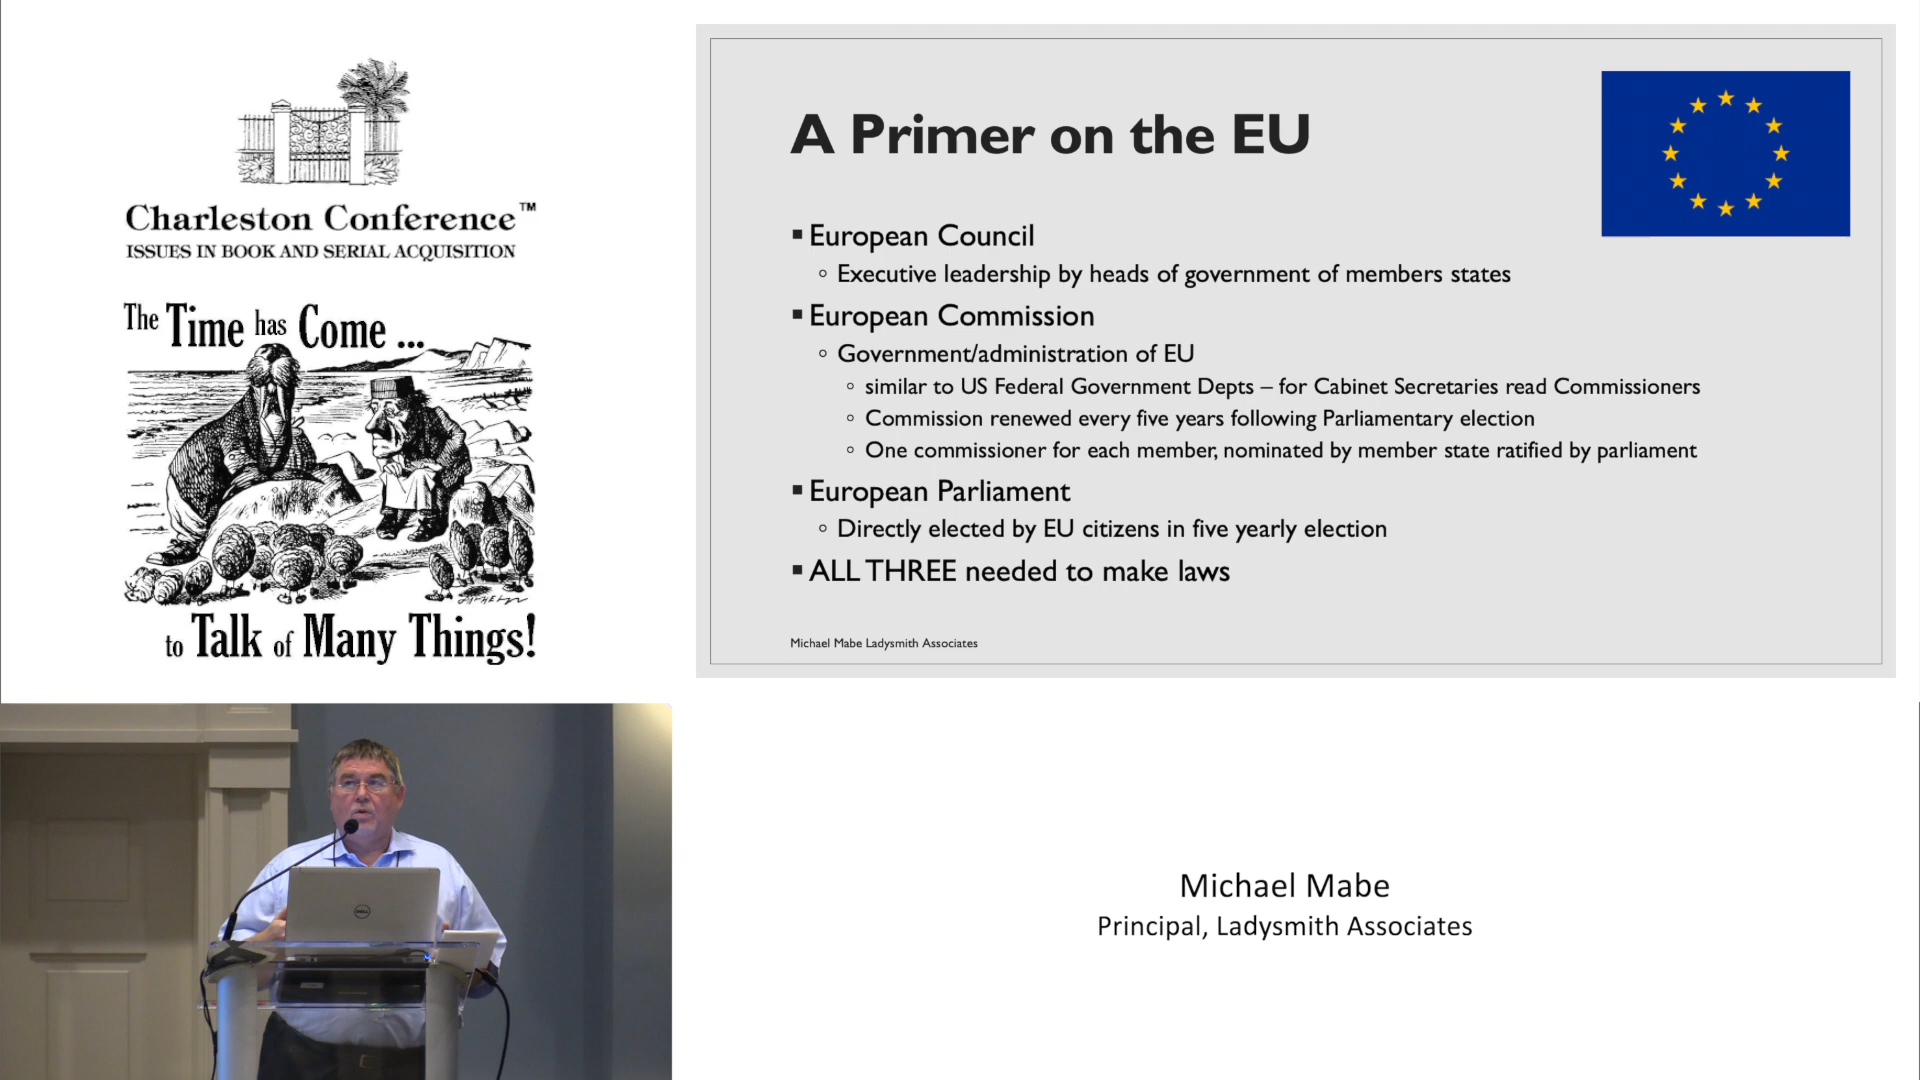 Charleston Conference™
ISSUES IN BOOK AND SERIAL ACQUISITION
The Time has Come ...
to Talk of Many Things!
A Primer on the EU
▪ European Council
◦ Executive leadership by heads of government of members states
▪ European Commission
◦ Government/administration of EU
◦ similar to US Federal Government Depts – for Cabinet Secretaries read Commissioners
◦ Commission renewed every five years following Parliamentary election
◦ One commissioner for each member, nominated by member state ratified by parliament
▪ European Parliament
◦ Directly elected by EU citizens in five yearly election
▪ ALL THREE needed to make laws
Michael Mabe Ladysmith Associates
DELL
Michael Mabe
Principal, Ladysmith Associates